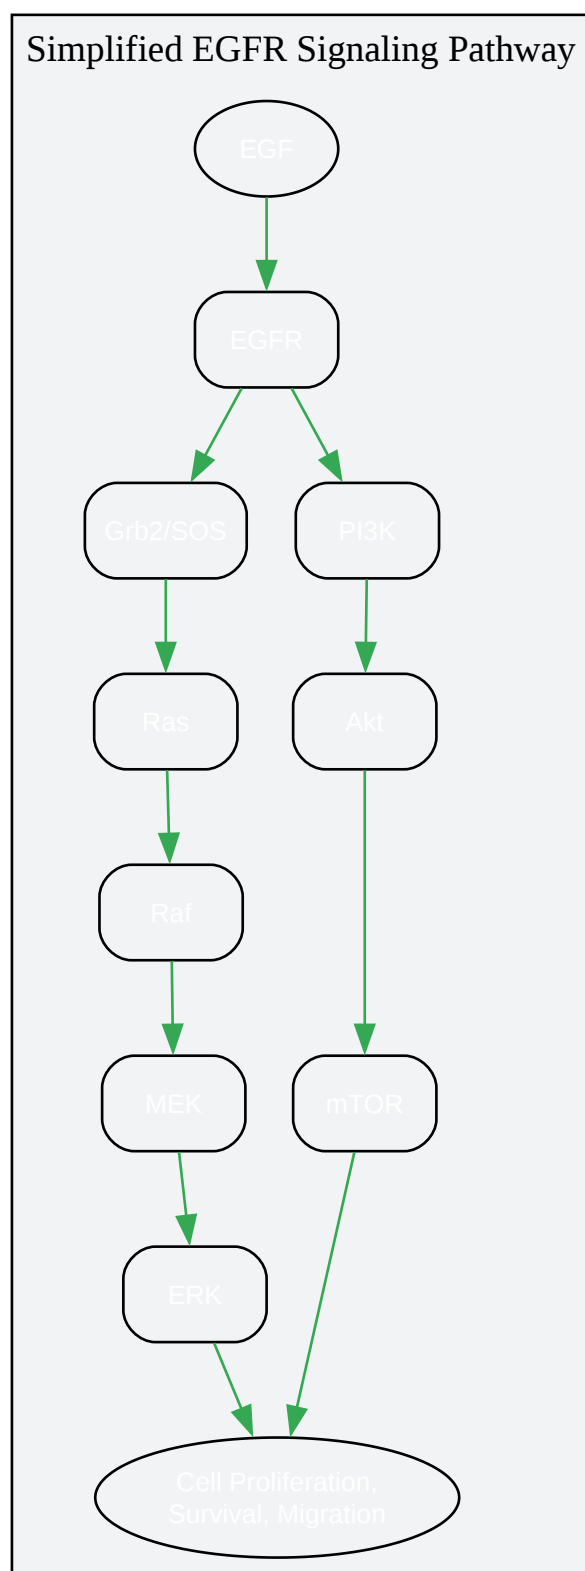 Simplified EGFR Signaling Pathway
EGF
EGFR
Grb2/SOS
PI3K
Ras
Akt
Raf
MEK
mTOR
ERK
Cell Proliferation,
Survival, Migration